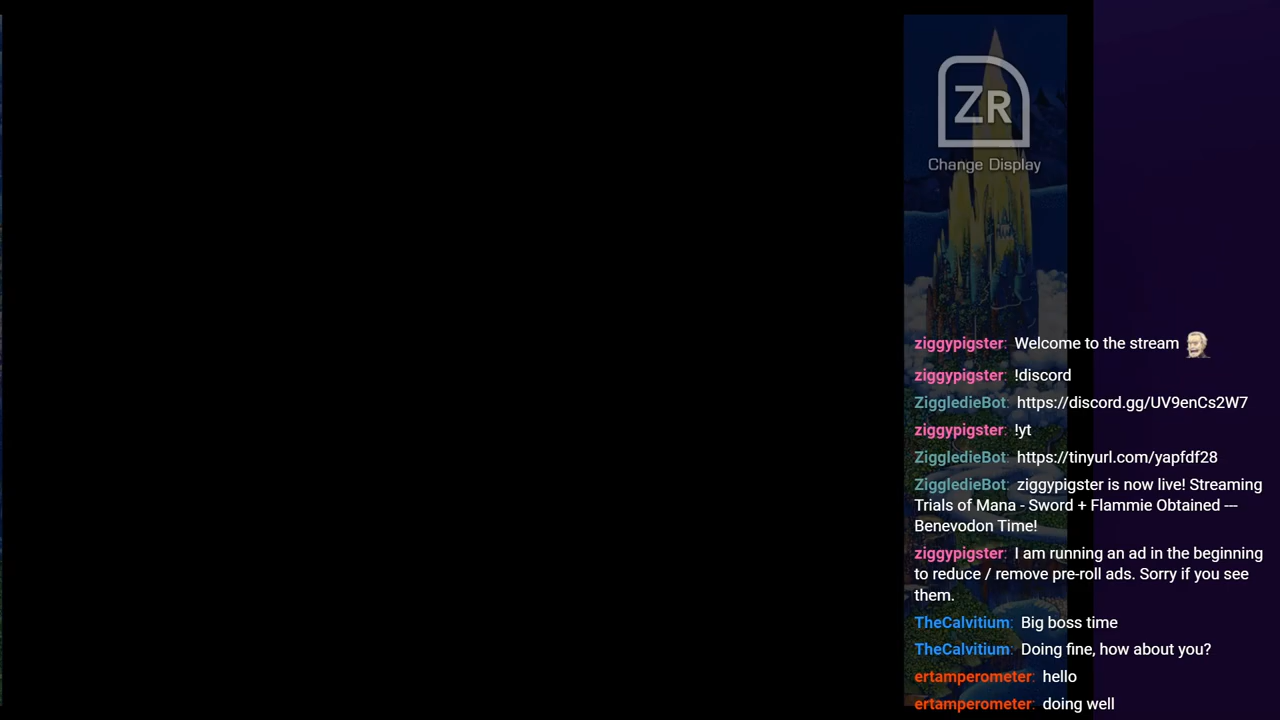 ZR
Change Display
ziggypigster: Welcome to the stream
ziggypigster: !discord
ZiggledieBot: https://discord.gg/UV9enCs2W7
ziggypigster: !yt
ZiggledieBot: https://tinyurl.com/yapfdf28
ZiggledieBot: ziggypigster is now live! Streaming
Trials of Mana - Sword + Flammie Obtained ---
Benevodon Time!
ziggypigster: I am running an ad in the beginning
to reduce / remove pre-roll ads. Sorry if you see
them.
TheCalvitium: Big boss time
TheCalvitium: Doing fine, how about you?
ertamperometer: hello
ertamperometer: doing well